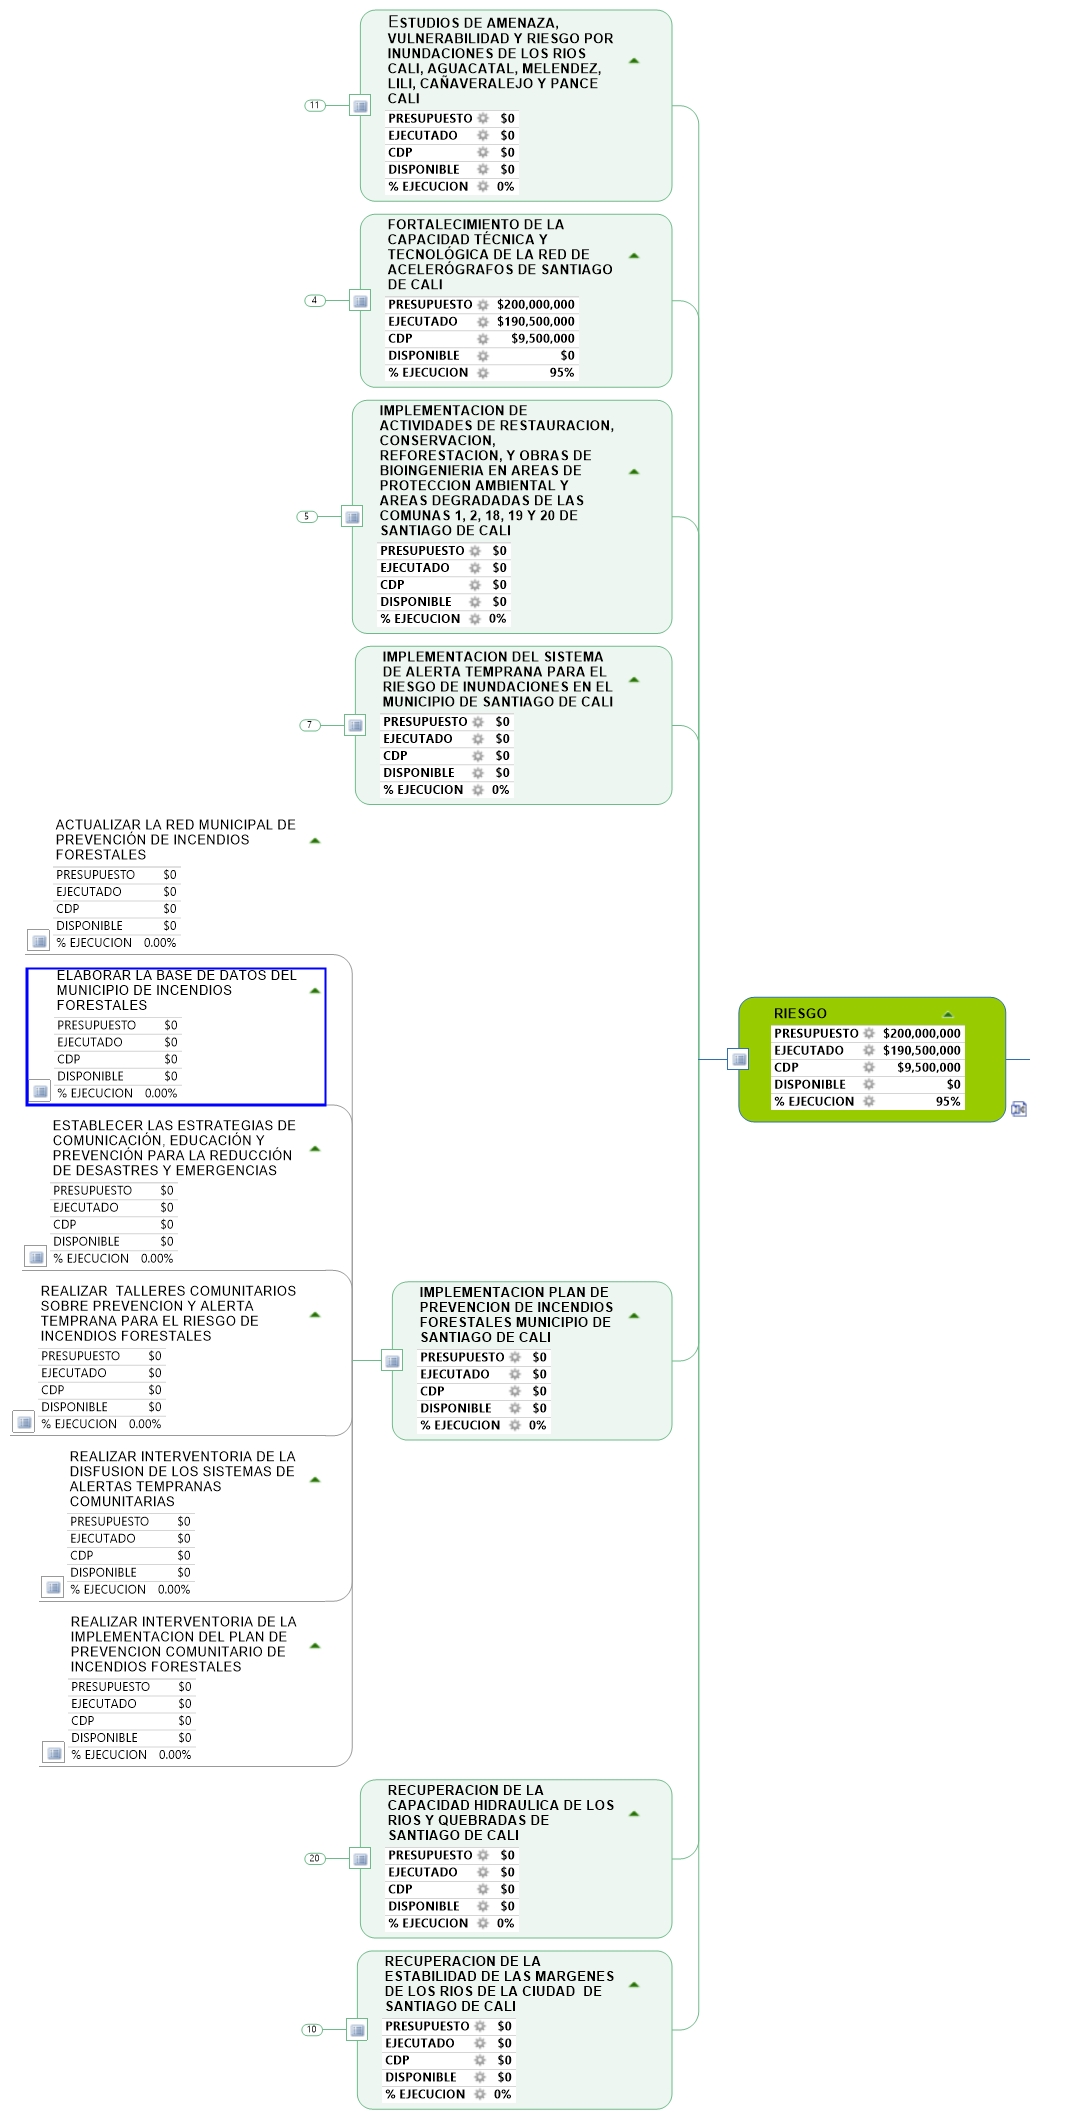 ESTUDIOS DE AMENAZA,
VULNERABILIDAD Y RIESGO POR
INUNDACIONES DE LOS RIOS
CALI, AGUACATAL, MELENDEZ,
LILI, CAÑAVERALEJO Y PANCE
CALI
11
PRESUPUESTO $0
EJECUTADO $0
CDP $0
DISPONIBLE $0
% EJECUCION 0%
FORTALECIMIENTO DE LA
CAPACIDAD TÉCNICA Y
TECNOLÓGICA DE LA RED DE
ACELERÓGRAFOS DE SANTIAGO
DE CALI
4
PRESUPUESTO $200,000,000
EJECUTADO $190,500,000
CDP $9,500,000
DISPONIBLE $0
% EJECUCION 95%
IMPLEMENTACION DE
ACTIVIDADES DE RESTAURACION,
CONSERVACION,
REFORESTACION, Y OBRAS DE
BIOINGENIERIA EN AREAS DE
PROTECCION AMBIENTAL Y
AREAS DEGRADADAS DE LAS
COMUNAS 1, 2, 18, 19 Y 20 DE
SANTIAGO DE CALI
5
PRESUPUESTO $0
EJECUTADO $0
CDP $0
DISPONIBLE $0
% EJECUCION 0%
IMPLEMENTACION DEL SISTEMA
DE ALERTA TEMPRANA PARA EL
RIESGO DE INUNDACIONES EN EL
MUNICIPIO DE SANTIAGO DE CALI
7
PRESUPUESTO $0
EJECUTADO $0
CDP $0
DISPONIBLE $0
% EJECUCION 0%
ACTUALIZAR LA RED MUNICIPAL DE
PREVENCIÓN DE INCENDIOS
FORESTALES
PRESUPUESTO $0
EJECUTADO $0
CDP $0
DISPONIBLE $0
% EJECUCION 0.00%
ELABORAR LA BASE DE DATOS DEL
MUNICIPIO DE INCENDIOS
FORESTALES
PRESUPUESTO $0
EJECUTADO $0
CDP $0
DISPONIBLE $0
% EJECUCION 0.00%
RIESGO
PRESUPUESTO $200,000,000
EJECUTADO $190,500,000
CDP $9,500,000
DISPONIBLE $0
% EJECUCION 95%
ESTABLECER LAS ESTRATEGIAS DE
COMUNICACIÓN, EDUCACIÓN Y
PREVENCIÓN PARA LA REDUCCIÓN
DE DESASTRES Y EMERGENCIAS
PRESUPUESTO $0
EJECUTADO $0
CDP $0
DISPONIBLE $0
% EJECUCION 0.00%
REALIZAR  TALLERES COMUNITARIOS
SOBRE PREVENCION Y ALERTA
TEMPRANA PARA EL RIESGO DE
INCENDIOS FORESTALES
PRESUPUESTO $0
EJECUTADO $0
CDP $0
DISPONIBLE $0
% EJECUCION 0.00%
IMPLEMENTACION PLAN DE
PREVENCION DE INCENDIOS
FORESTALES MUNICIPIO DE
SANTIAGO DE CALI
PRESUPUESTO $0
EJECUTADO $0
CDP $0
DISPONIBLE $0
% EJECUCION 0%
REALIZAR INTERVENTORIA DE LA
DISFUSION DE LOS SISTEMAS DE
ALERTAS TEMPRANAS
COMUNITARIAS
PRESUPUESTO $0
EJECUTADO $0
CDP $0
DISPONIBLE $0
% EJECUCION 0.00%
REALIZAR INTERVENTORIA DE LA
IMPLEMENTACION DEL PLAN DE
PREVENCION COMUNITARIO DE
INCENDIOS FORESTALES
PRESUPUESTO $0
EJECUTADO $0
CDP $0
DISPONIBLE $0
% EJECUCION 0.00%
RECUPERACION DE LA
CAPACIDAD HIDRAULICA DE LOS
RIOS Y QUEBRADAS DE
SANTIAGO DE CALI
20
PRESUPUESTO $0
EJECUTADO $0
CDP $0
DISPONIBLE $0
% EJECUCION 0%
RECUPERACION DE LA
ESTABILIDAD DE LAS MARGENES
DE LOS RIOS DE LA CIUDAD  DE
SANTIAGO DE CALI
10
PRESUPUESTO $0
EJECUTADO $0
CDP $0
DISPONIBLE $0
% EJECUCION 0%